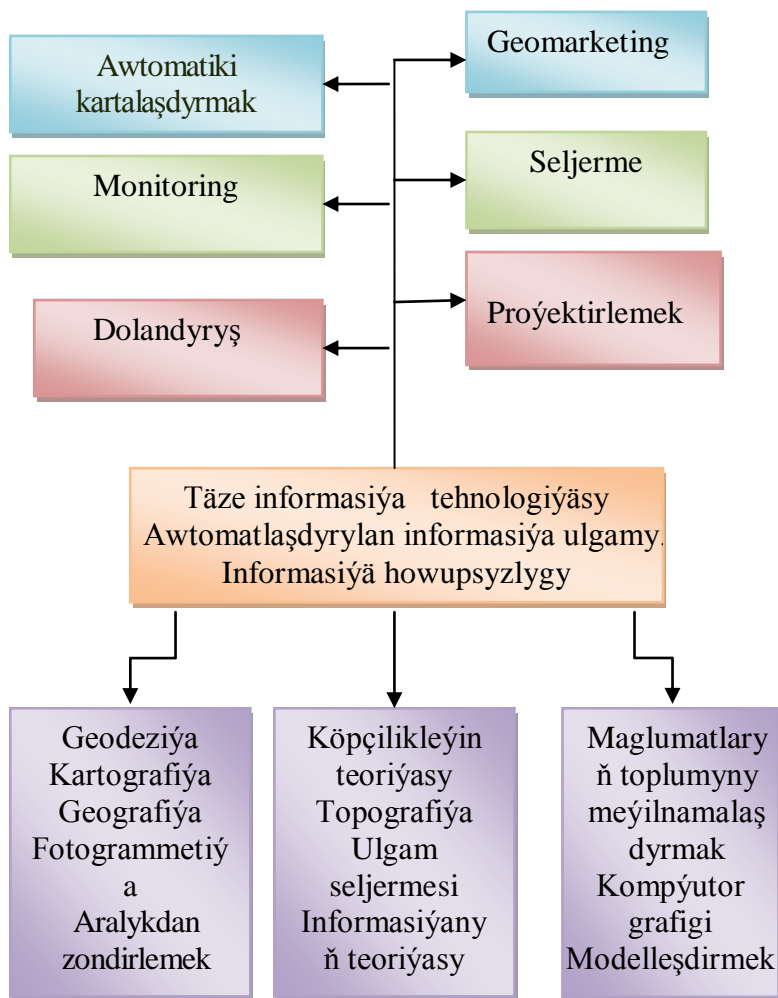 Awtomatiki
kartalaşdyrmak
Geomarketing
Monitoring
Seljerme
Dolandyryş
Proýektirlemek
Täze informasiýa tehnologiýäsy
Awtomatlaşdyrylan informasiýa ulgamy.
Informasiýä howupsyzlygy
Geodeziýa
Kartografiýa
Geografiýa
Fotogrammetiý
a
Aralykdan
zondirlemek
Köpçilikleýin
teoriýasy
Topografiýa
Ulgam
seljermesi
Informasiýany
ň teoriýasy
Maglumatlary
ň toplumyny
meýilnamalaş
dyrmak
Kompýutor
grafigi
Modelleşdirmek